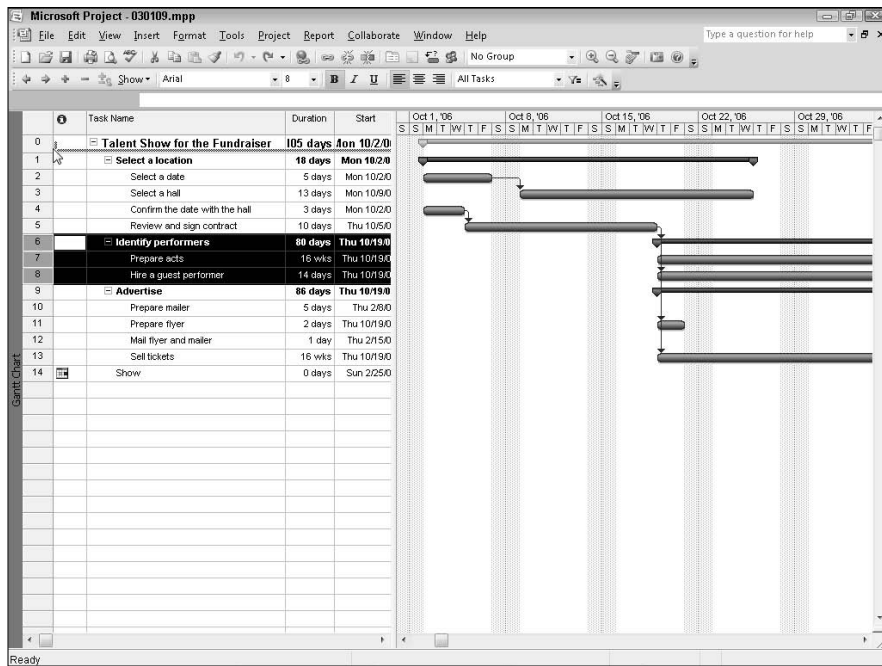 Microsoft Project - 030109.mpp
File Edit View Insert Format Tools Project Report Collaborate Window Help
Type a question for help
No Group
Show Arial 8 B I U All Tasks
Task Name Duration Start
Oct 1, '06 Oct 8, '06 Oct 15, '06 Oct 22, '06 Oct 29, '06
S S M T W T F S S M T W T F S S M T W T F S S M T W T F S S M T W T F
0 Talent Show for the Fundraiser 105 days Mon 10/2/0
1 Select a location 18 days Mon 10/2/0
2 Select a date 5 days Mon 10/2/0
3 Select a hall 13 days Mon 10/9/0
4 Confirm the date with the hall 3 days Mon 10/2/0
5 Review and sign contract 10 days Thu 10/5/0
6 Identify performers 80 days Thu 10/19/0
7 Prepare acts 16 wks Thu 10/19/0
8 Hire a guest performer 14 days Thu 10/19/0
9 Advertise 86 days Thu 10/19/0
10 Prepare mailer 5 days Thu 2/8/0
11 Prepare flyer 2 days Thu 10/19/0
12 Mail flyer and mailer 1 day Thu 2/15/0
13 Sell tickets 16 wks Thu 10/19/0
14 Show 0 days Sun 2/25/0
Gantt Chart
Ready